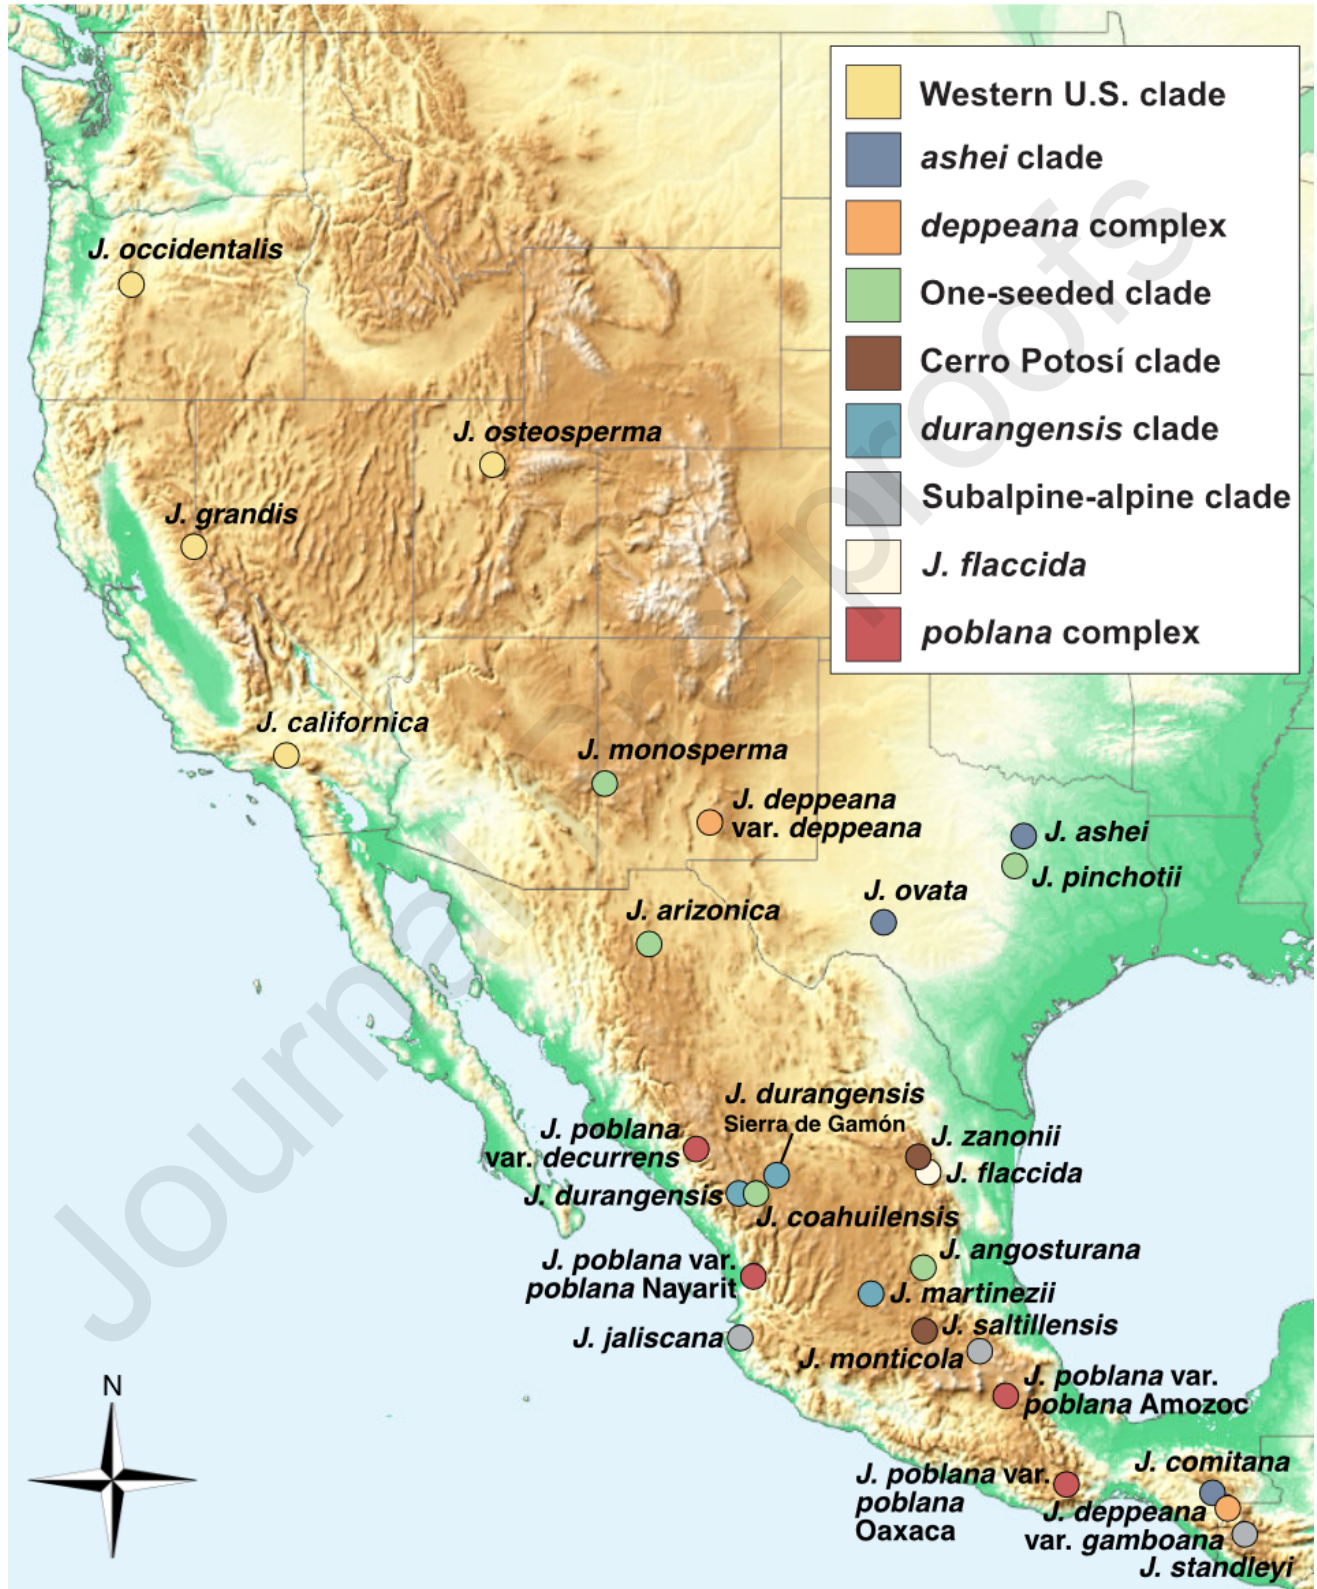 Western U.S. clade
ashei clade
deppeana complex
One-seeded clade
Cerro Potosí clade
durangensis clade
Subalpine-alpine clade
J. flaccida
poblana complex
J. occidentalis
J. osteosperma
J. grandis
J. californica
J. monosperma
J. deppeana
var. deppeana
J. ashei
J. pinchotii
J. ovata
J. arizonica
J. durangensis
Sierra de Gamón
J. poblana
var. decurrens
J. zanonii
J. flaccida
J. durangensis
J. coahuilensis
J. angosturana
J. poblana var.
poblana Nayarit
J. martinezii
J. saltillensis
J. jaliscana
J. monticola
J. poblana var.
poblana Amozoc
J. comitana
J. poblana var.
poblana
Oaxaca
J. deppeana
var. gamboana
J. standleyi
N
Journal Pre-proofs